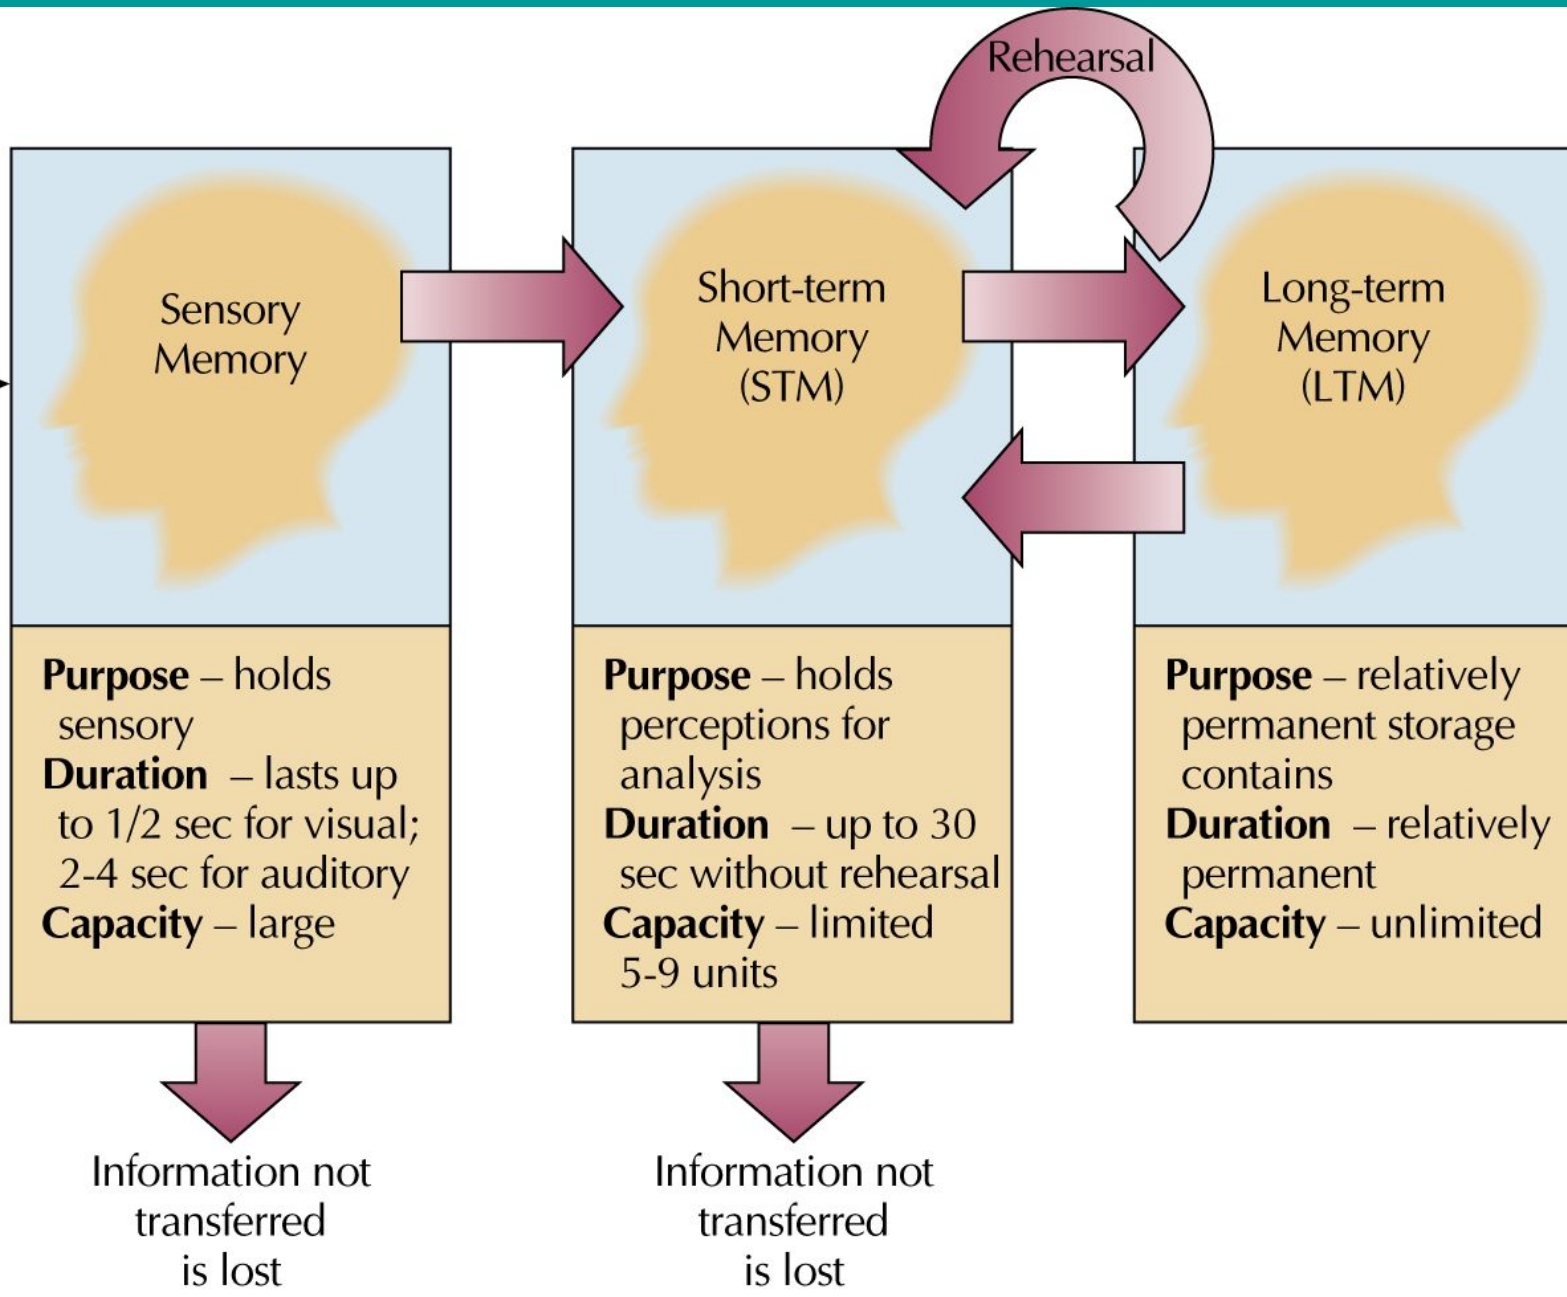 Rehearsal
Sensory
Memory
Short-term
Memory
(STM)
Long-term
Memory
(LTM)
Purpose – holds
sensory
Duration – lasts up
to 1/2 sec for visual;
2-4 sec for auditory
Capacity – large
Purpose – holds
perceptions for
analysis
Duration – up to 30
sec without rehearsal
Capacity – limited
5-9 units
Purpose – relatively
permanent storage
contains
Duration – relatively
permanent
Capacity – unlimited
Information not
transferred
is lost
Information not
transferred
is lost